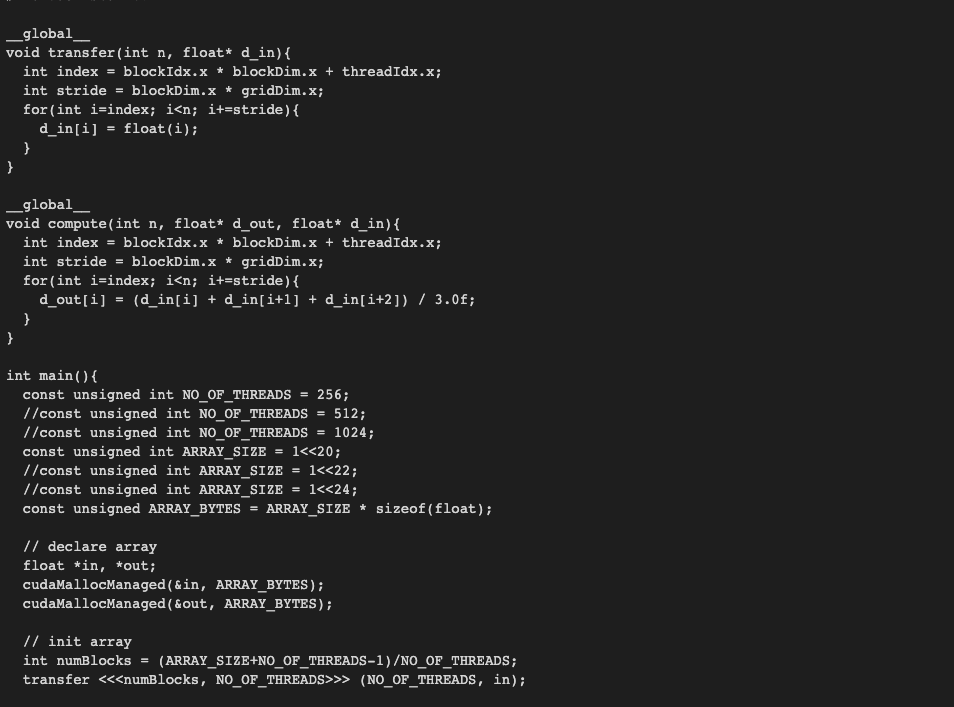 __global__
void transfer(int n, float* d_in){
  int index = blockIdx.x * blockDim.x + threadIdx.x;
  int stride = blockDim.x * gridDim.x;
  for(int i=index; i<n; i+=stride){
    d_in[i] = float(i);
  }
}
__global__
void compute(int n, float* d_out, float* d_in){
  int index = blockIdx.x * blockDim.x + threadIdx.x;
  int stride = blockDim.x * gridDim.x;
  for(int i=index; i<n; i+=stride){
    d_out[i] = (d_in[i] + d_in[i+1] + d_in[i+2]) / 3.0f;
  }
}
int main(){
  const unsigned int NO_OF_THREADS = 256;
  //const unsigned int NO_OF_THREADS = 512;
  //const unsigned int NO_OF_THREADS = 1024;
  const unsigned int ARRAY_SIZE = 1<<20;
  //const unsigned int ARRAY_SIZE = 1<<22;
  //const unsigned int ARRAY_SIZE = 1<<24;
  const unsigned ARRAY_BYTES = ARRAY_SIZE * sizeof(float);
  // declare array
  float *in, *out;
  cudaMallocManaged(&in, ARRAY_BYTES);
  cudaMallocManaged(&out, ARRAY_BYTES);
  // init array
  int numBlocks = (ARRAY_SIZE+NO_OF_THREADS-1)/NO_OF_THREADS;
  transfer <<<numBlocks, NO_OF_THREADS>>> (NO_OF_THREADS, in);